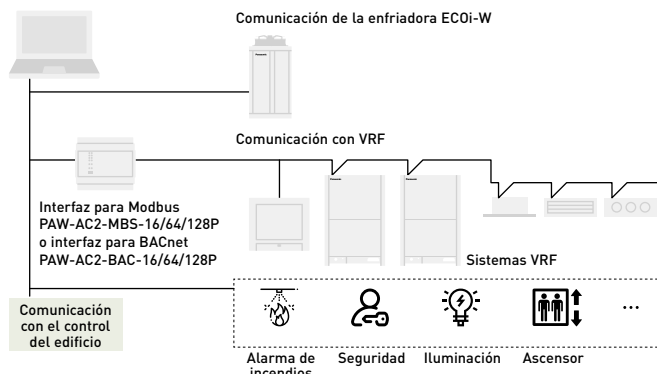 Comunicación de la enfriadora ECOi-W
Comunicación con VRF
Interfaz para Modbus
PAW-AC2-MBS-16/64/128P
o interfaz para BACnet
PAW-AC2-BAC-16/64/128P
Sistemas VRF
Comunicación
con el control
del edificio
Alarma de
incendios
Seguridad
Iluminación
Ascensor
...